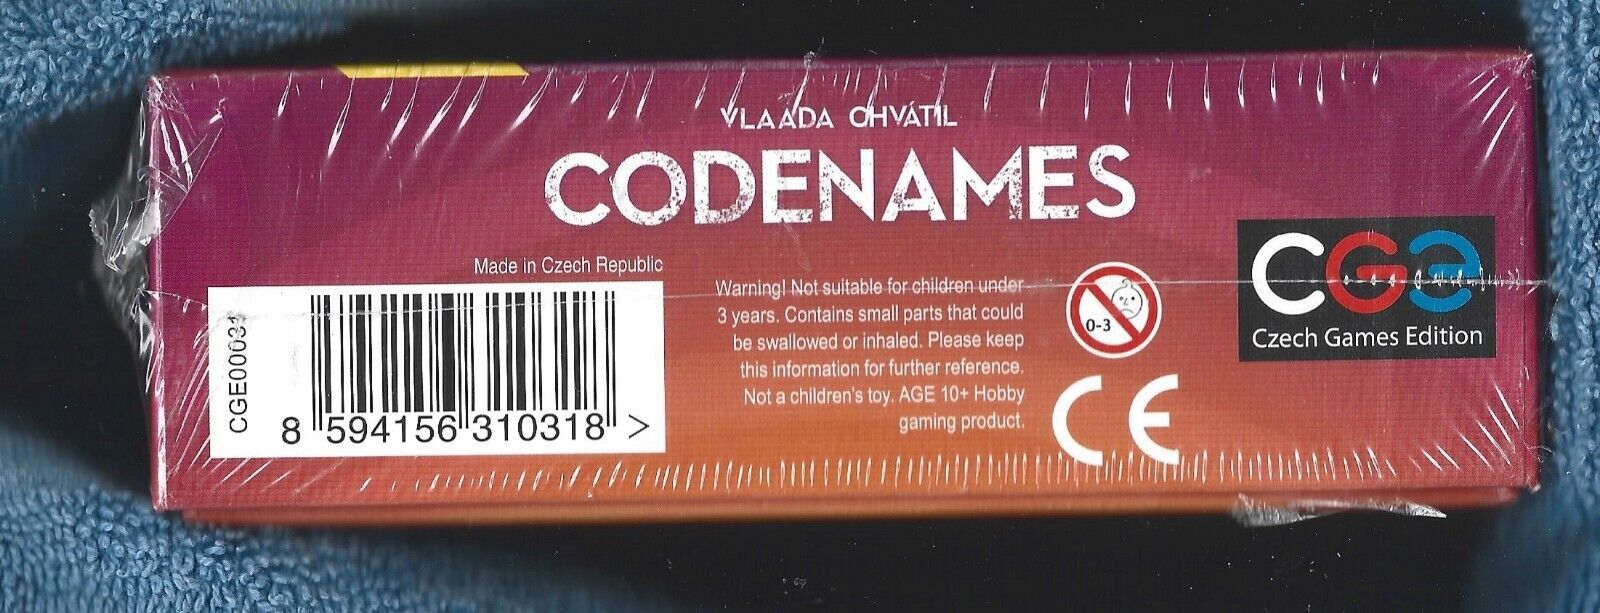 VLAADA CHVÁTIL
CODENAMES
Made in Czech Republic
CGE00031
8 594156 310318 >
Warning! Not suitable for children under
3 years. Contains small parts that could
be swallowed or inhaled. Please keep
this information for further reference.
Not a children's toy. AGE 10+ Hobby
gaming product.
0-3
CE
CGE
Czech Games Edition